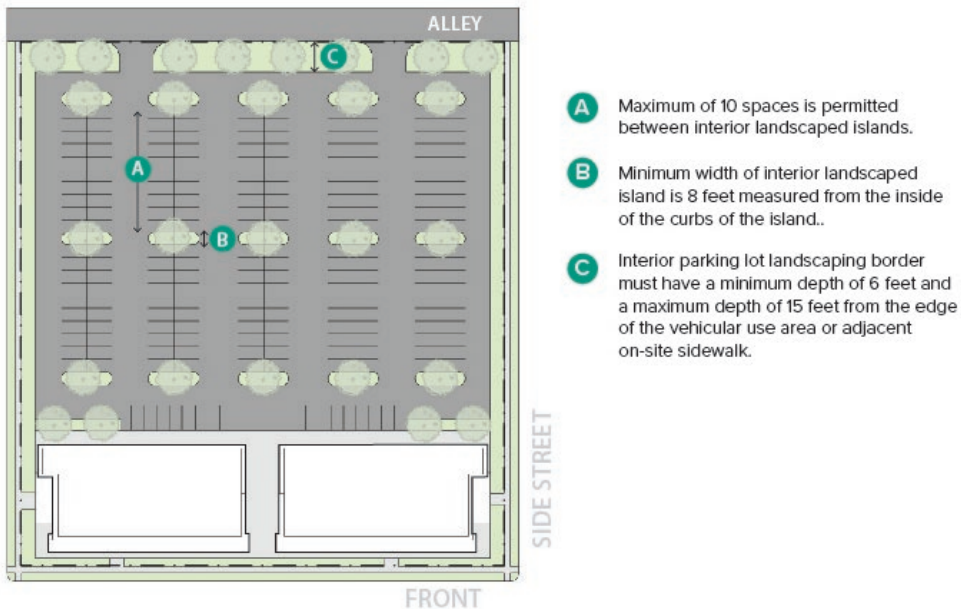 ALLEY
C
A
B
SIDE STREET
FRONT
A Maximum of 10 spaces is permitted
between interior landscaped islands.
B Minimum width of interior landscaped
island is 8 feet measured from the inside
of the curbs of the island..
C Interior parking lot landscaping border
must have a minimum depth of 6 feet and
a maximum depth of 15 feet from the edge
of the vehicular use area or adjacent
on-site sidewalk.